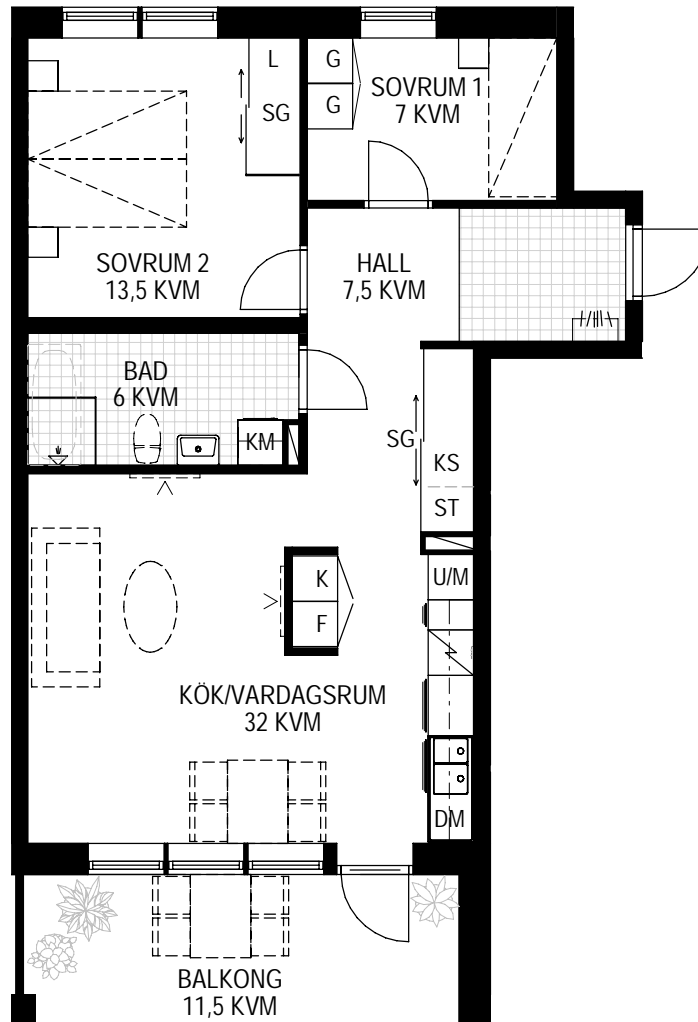 L
SG
G
G
SOVRUM 1
7 KVM
SOVRUM 2
13,5 KVM
HALL
7,5 KVM
BAD
6 KVM
KM
SG
KS
ST
U/M
K
F
KÖK/VARDAGSRUM
32 KVM
DM
BALKONG
11,5 KVM